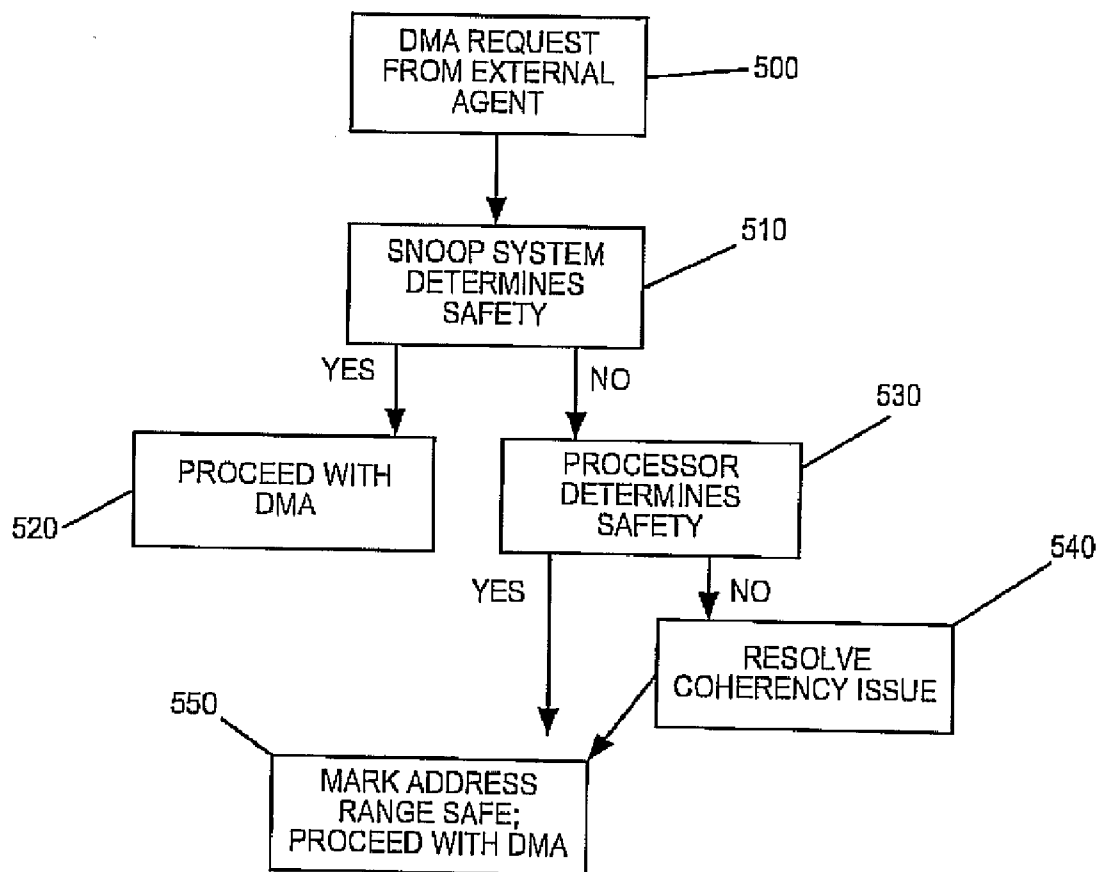 DMA REQUEST
FROM EXTERNAL
AGENT
500
SNOOP SYSTEM
DETERMINES
SAFETY
510
YES
NO
PROCEED WITH
DMA
520
PROCESSOR
DETERMINES
SAFETY
530
YES
NO
RESOLVE
COHERENCY ISSUE
540
550
MARK ADDRESS
RANGE SAFE;
PROCEED WITH DMA